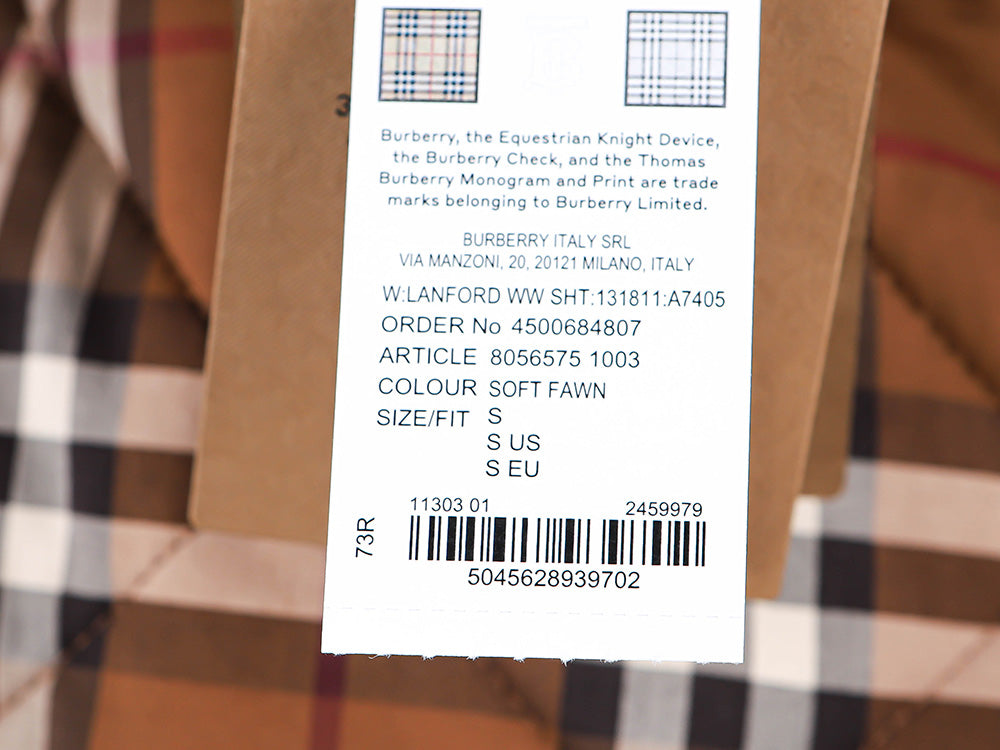 3
Burberry, the Equestrian Knight Device,
the Burberry Check, and the Thomas
Burberry Monogram and Print are trade
marks belonging to Burberry Limited.
BURBERRY ITALY SRL
VIA MANZONI, 20, 20121 MILANO, ITALY
W:LANFORD WW SHT:131811:A7405
ORDER No 4500684807
ARTICLE 8056575 1003
COLOUR SOFT FAWN
SIZE/FIT S
S US
S EU
11303 01 2459979
73R
5045628939702